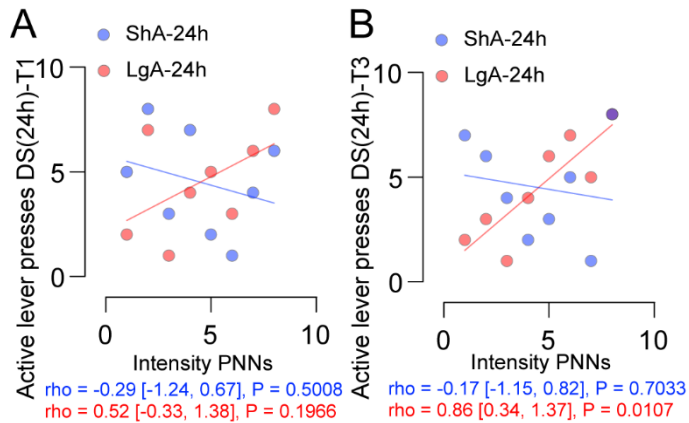 A
ShA-24h
LgA-24h
Active lever presses DS(24h)-T1
10
5
0
0 5 10
Intensity PNNs
rho = -0.29 [-1.24, 0.67], P = 0.5008
rho = 0.52 [-0.33, 1.38], P = 0.1966
B
ShA-24h
LgA-24h
Active lever presses DS(24h)-T3
10
5
0
0 5 10
Intensity PNNs
rho = -0.17 [-1.15, 0.82], P = 0.7033
rho = 0.86 [0.34, 1.37], P = 0.0107